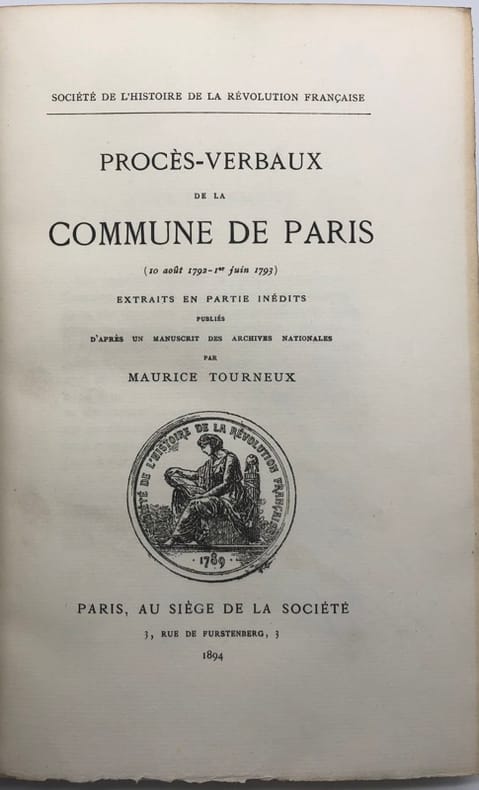 SOCIÉTÉ DE L'HISTOIRE DE LA RÉVOLUTION FRANÇAISE
PROCÈS-VERBAUX
DE LA
COMMUNE DE PARIS
(10 août 1792-1er juin 1793)
EXTRAITS EN PARTIE INÉDITS
PUBLIÉS
D'APRÈS UN MANUSCRIT DES ARCHIVES NATIONALES
PAR
MAURICE TOURNEUX
SOCIÉTÉ DE L'HISTOIRE DE LA RÉVOLUTION FRANÇAISE
· 1789 ·
PARIS, AU SIÈGE DE LA SOCIÉTÉ
3, RUE DE FURSTENBERG, 3
1894